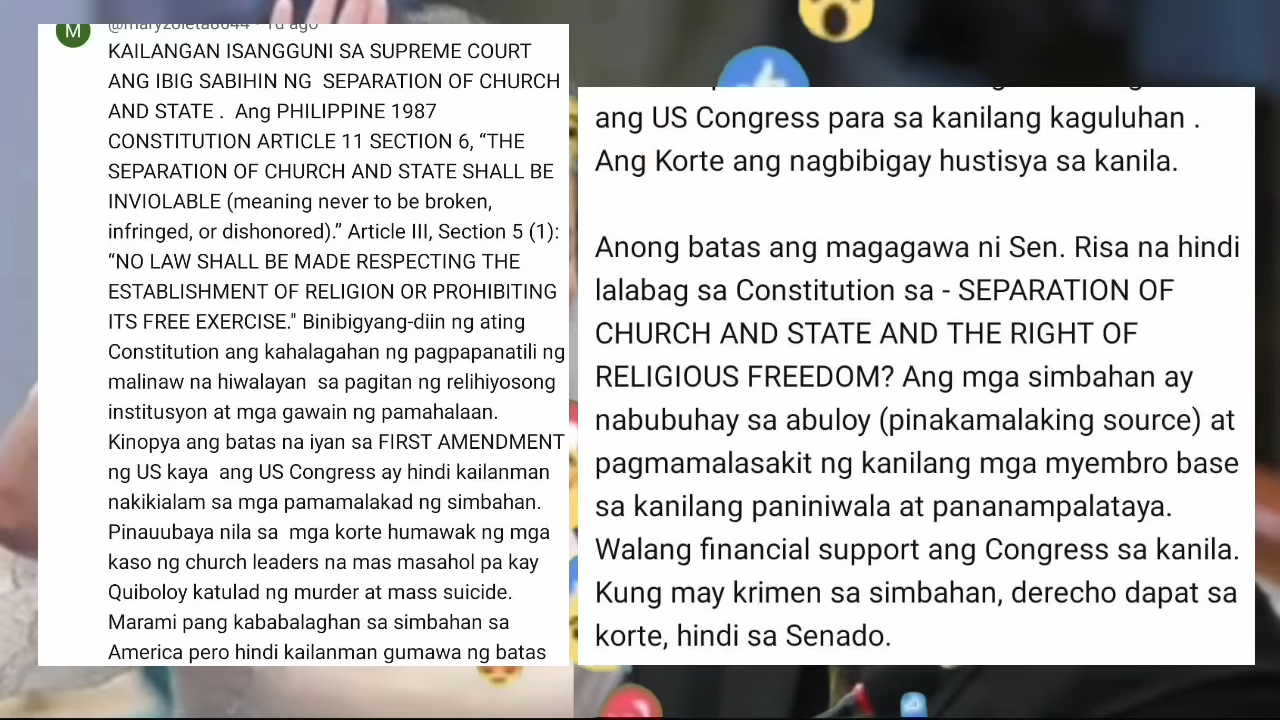 M
@maryzoleta8044 · 1d ago
KAILANGAN ISANGGUNI SA SUPREME COURT
ANG IBIG SABIHIN NG SEPARATION OF CHURCH
AND STATE . Ang PHILIPPINE 1987
CONSTITUTION ARTICLE 11 SECTION 6, “THE
SEPARATION OF CHURCH AND STATE SHALL BE
INVIOLABLE (meaning never to be broken,
infringed, or dishonored).” Article III, Section 5 (1):
“NO LAW SHALL BE MADE RESPECTING THE
ESTABLISHMENT OF RELIGION OR PROHIBITING
ITS FREE EXERCISE." Binibigyang-diin ng ating
Constitution ang kahalagahan ng pagpapanatili ng
malinaw na hiwalayan sa pagitan ng relihiyosong
institusyon at mga gawain ng pamahalaan.
Kinopya ang batas na iyan sa FIRST AMENDMENT
ng US kaya ang US Congress ay hindi kailanman
nakikialam sa mga pamamalakad ng simbahan.
Pinauubaya nila sa mga korte humawak ng mga
kaso ng church leaders na mas masahol pa kay
Quiboloy katulad ng murder at mass suicide.
Marami pang kababalaghan sa simbahan sa
America pero hindi kailanman gumawa ng batas
ang US Congress para sa kanilang kaguluhan .
Ang Korte ang nagbibigay hustisya sa kanila.
Anong batas ang magagawa ni Sen. Risa na hindi
lalabag sa Constitution sa - SEPARATION OF
CHURCH AND STATE AND THE RIGHT OF
RELIGIOUS FREEDOM? Ang mga simbahan ay
nabubuhay sa abuloy (pinakamalaking source) at
pagmamalasakit ng kanilang mga myembro base
sa kanilang paniniwala at pananampalataya.
Walang financial support ang Congress sa kanila.
Kung may krimen sa simbahan, derecho dapat sa
korte, hindi sa Senado.